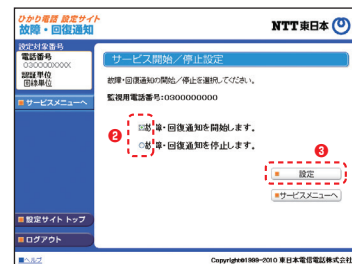 ひかり電話 設定サイト
故障・回復通知
NTT東日本
設定対象番号
電話番号
0300000XXXX
認証単位
回線単位
サービスメニューへ
設定サイトトップ
ログアウト
ヘルプ
サービス開始/停止設定
故障・回復通知の開始/停止を選択してください。
監視用電話番号:0300000000
2
故障・回復通知を開始します。
故障・回復通知を停止します。
3
設定
サービスメニューへ
Copyright©1999-2010 東日本電信電話株式会社